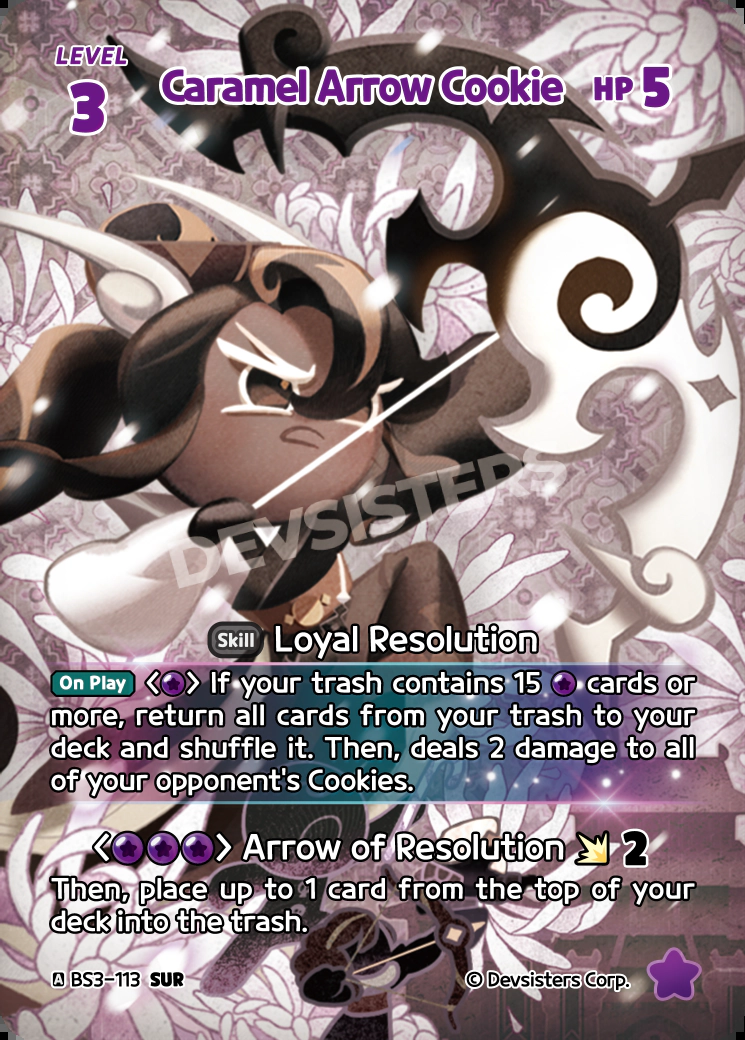 LEVEL
3
Caramel Arrow Cookie HP 5
DEVSISTERS
Skill Loyal Resolution
On Play < > If your trash contains 15 cards or
more, return all cards from your trash to your
deck and shuffle it. Then, deals 2 damage to all
of your opponent's Cookies.
< > Arrow of Resolution 2
Then, place up to 1 card from the top of your
deck into the trash.
A BS3-113 SUR
© Devsisters Corp.